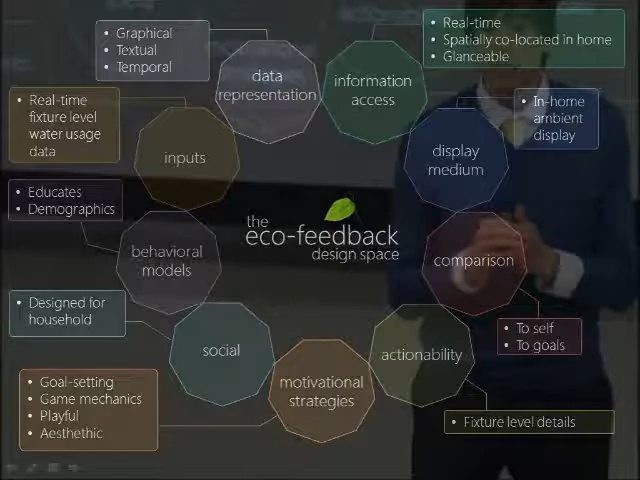 • Graphical
• Textual
• Temporal
data
representation
information
access
• Real-time
• Spatially co-located in home
• Glanceable
• Real-time
fixture level
water usage
data
inputs
display
medium
• In-home
ambient
display
• Educates
• Demographics
behavioral
models
the
eco-feedback
design space
comparison
• Designed for
household
social
motivational
strategies
actionability
• To self
• To goals
• Goal-setting
• Game mechanics
• Playful
• Aesthethic
• Fixture level details